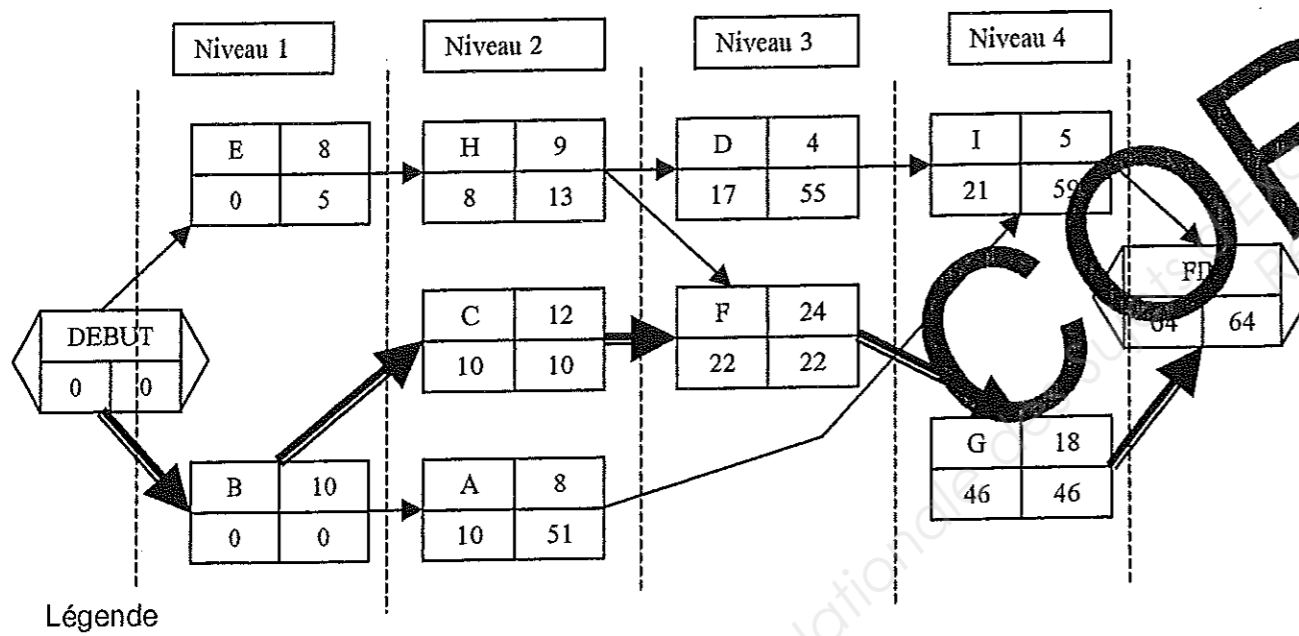 Niveau 1 Niveau 2 Niveau 3 Niveau 4
E 8 H 9 D 4 I 5
0 5 8 13 17 55 21 59
C 12 F 24
10 10 22 22
DEBUT
0 0
64
B 10 A 8 G 18
0 0 10 51 46 46
Légende